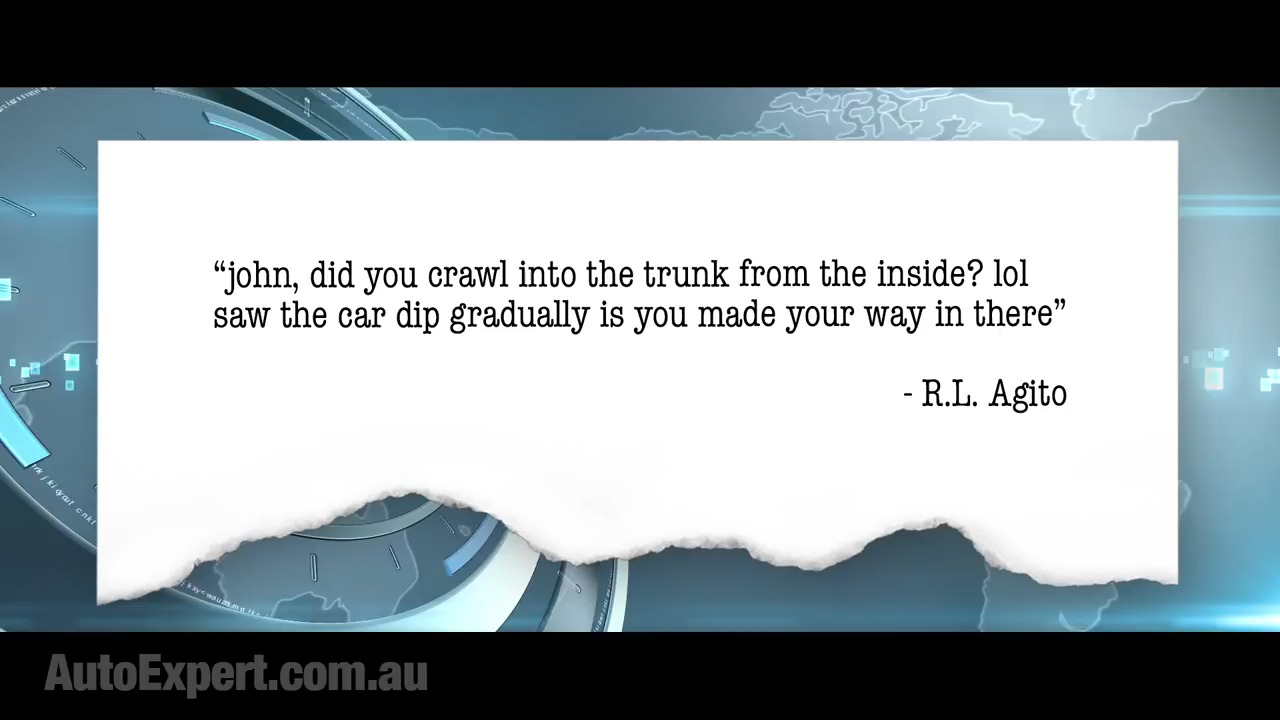 “john, did you crawl into the trunk from the inside? lol
saw the car dip gradually is you made your way in there”
- R.L. Agito
AutoExpert.com.au